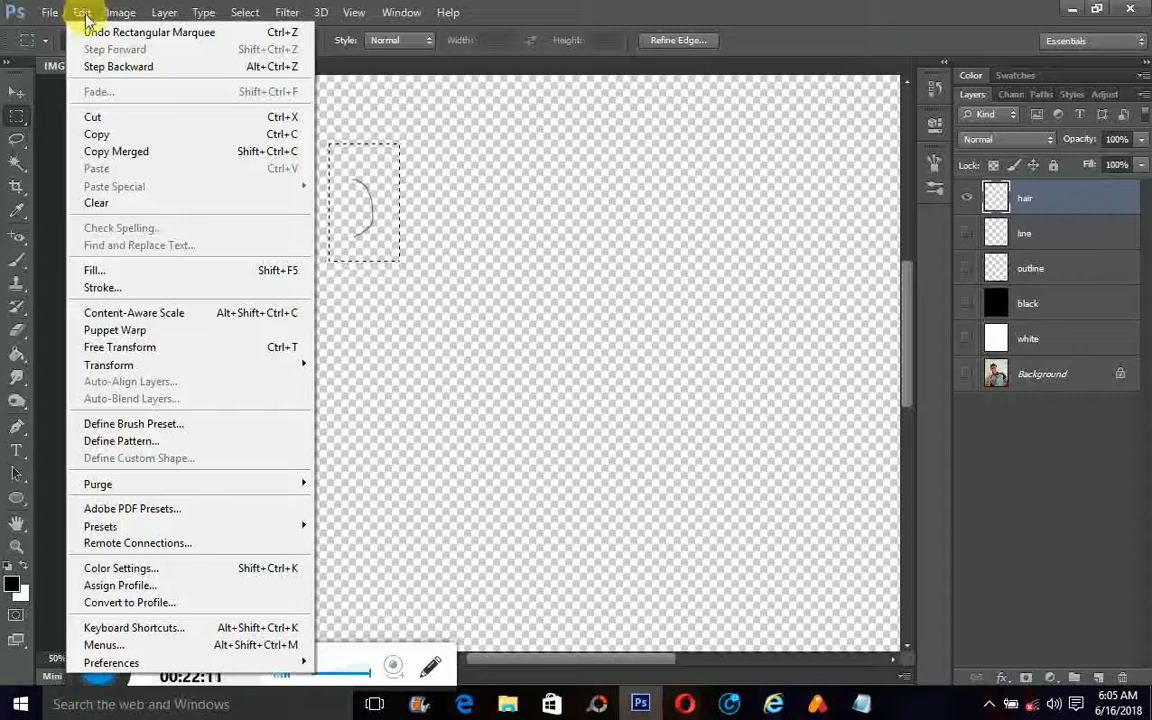 Ps File Edit Image Layer Type Select Filter 3D View Window Help
Style: Normal Width: Height: Refine Edge... Essentials
IMG
Undo Rectangular Marquee Ctrl+Z
Step Forward Shift+Ctrl+Z
Step Backward Alt+Ctrl+Z
Fade... Shift+Ctrl+F
Cut Ctrl+X
Copy Ctrl+C
Copy Merged Shift+Ctrl+C
Paste Ctrl+V
Paste Special
Clear
Check Spelling...
Find and Replace Text...
Fill... Shift+F5
Stroke...
Content-Aware Scale Alt+Shift+Ctrl+C
Puppet Warp
Free Transform Ctrl+T
Transform
Auto-Align Layers...
Auto-Blend Layers...
Define Brush Preset...
Define Pattern...
Define Custom Shape...
Purge
Adobe PDF Presets...
Presets
Remote Connections...
Color Settings... Shift+Ctrl+K
Assign Profile...
Convert to Profile...
Keyboard Shortcuts... Alt+Shift+Ctrl+K
Menus... Alt+Shift+Ctrl+M
Preferences
Color Swatches
Layers Chann Paths Styles Adjust
Kind
Normal Opacity: 100%
Lock: Fill: 100%
hair
line
outline
black
white
Background
50%
Mini
00:22:11
Search the web and Windows
6:05 AM
6/16/2018